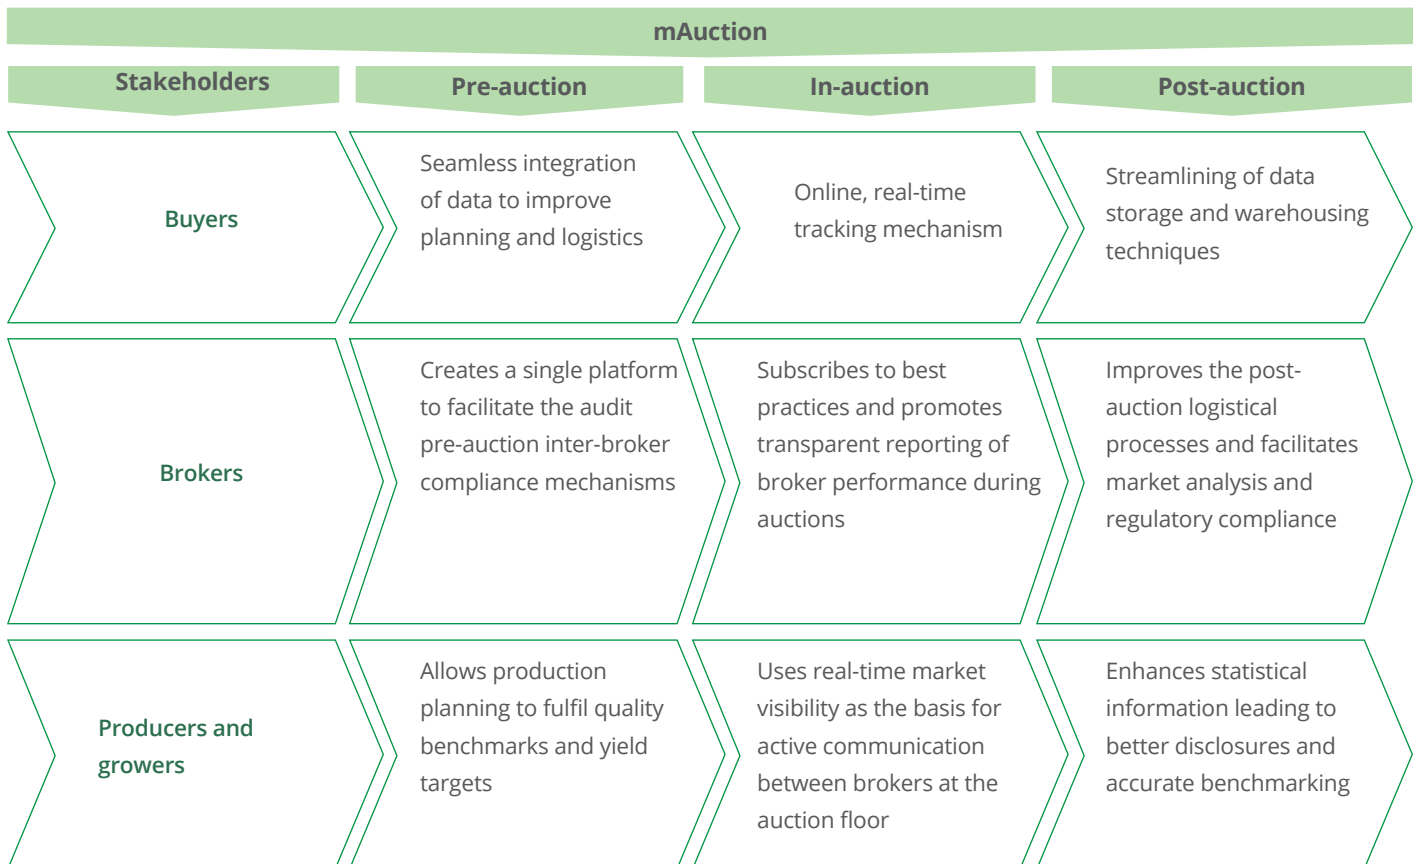 mAuction
Stakeholders
Pre-auction
In-auction
Post-auction
Buyers
Seamless integration
of data to improve
planning and logistics
Online, real-time
tracking mechanism
Streamlining of data
storage and warehousing
techniques
Brokers
Creates a single platform
to facilitate the audit
pre-auction inter-broker
compliance mechanisms
Subscribes to best
practices and promotes
transparent reporting of
broker performance during
auctions
Improves the post-
auction logistical
processes and facilitates
market analysis and
regulatory compliance
Producers and
growers
Allows production
planning to fulfil quality
benchmarks and yield
targets
Uses real-time market
visibility as the basis for
active communication
between brokers at the
auction floor
Enhances statistical
information leading to
better disclosures and
accurate benchmarking